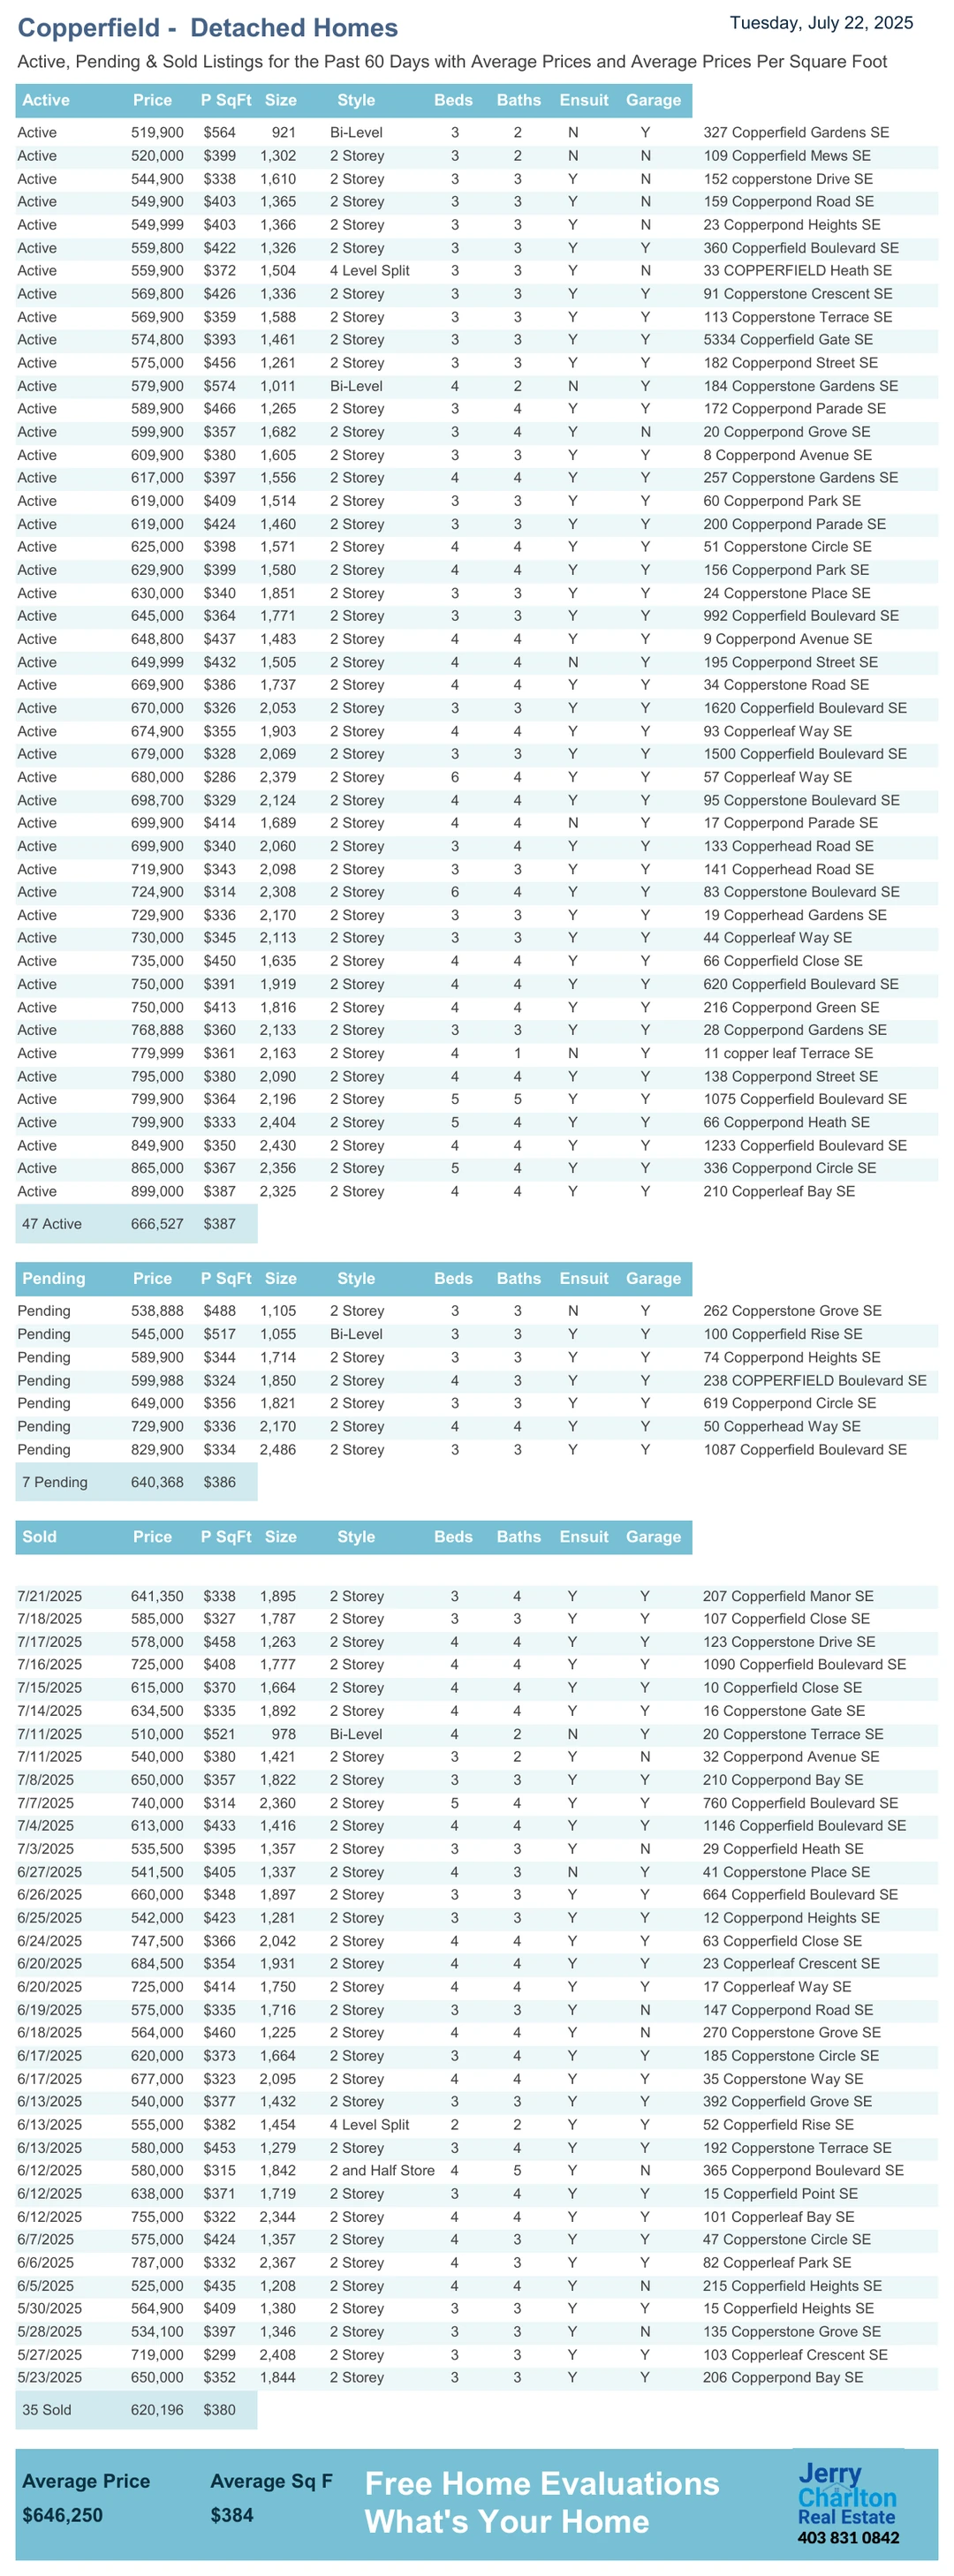 Copperfield - Detached Homes
Tuesday, July 22, 2025
Active, Pending & Sold Listings for the Past 60 Days with Average Prices and Average Prices Per Square Foot
Active Price P SqFt Size Style Beds Baths Ensuit Garage
Active 519,900 $564 921 Bi-Level 3 2 N Y 327 Copperfield Gardens SE
Active 520,000 $399 1,302 2 Storey 3 2 N N 109 Copperfield Mews SE
Active 544,900 $338 1,610 2 Storey 3 3 Y N 152 copperstone Drive SE
Active 549,900 $403 1,365 2 Storey 3 3 Y N 159 Copperpond Road SE
Active 549,999 $403 1,366 2 Storey 3 3 Y N 23 Copperpond Heights SE
Active 559,800 $422 1,326 2 Storey 3 3 Y Y 360 Copperfield Boulevard SE
Active 559,900 $372 1,504 4 Level Split 3 3 Y N 33 COPPERFIELD Heath SE
Active 569,800 $426 1,336 2 Storey 3 3 Y Y 91 Copperstone Crescent SE
Active 569,900 $359 1,588 2 Storey 3 3 Y Y 113 Copperstone Terrace SE
Active 574,800 $393 1,461 2 Storey 3 3 Y Y 5334 Copperfield Gate SE
Active 575,000 $456 1,261 2 Storey 3 3 Y Y 182 Copperpond Street SE
Active 579,900 $574 1,011 Bi-Level 4 2 N Y 184 Copperstone Gardens SE
Active 589,900 $466 1,265 2 Storey 3 4 Y Y 172 Copperpond Parade SE
Active 599,900 $357 1,682 2 Storey 3 4 Y N 20 Copperpond Grove SE
Active 609,900 $380 1,605 2 Storey 3 3 Y Y 8 Copperpond Avenue SE
Active 617,000 $397 1,556 2 Storey 4 4 Y Y 257 Copperstone Gardens SE
Active 619,000 $409 1,514 2 Storey 3 3 Y Y 60 Copperpond Park SE
Active 619,000 $424 1,460 2 Storey 3 3 Y Y 200 Copperpond Parade SE
Active 625,000 $398 1,571 2 Storey 4 4 Y Y 51 Copperstone Circle SE
Active 629,900 $399 1,580 2 Storey 4 4 Y Y 156 Copperpond Park SE
Active 630,000 $340 1,851 2 Storey 3 3 Y Y 24 Copperstone Place SE
Active 645,000 $364 1,771 2 Storey 3 3 Y Y 992 Copperfield Boulevard SE
Active 648,800 $437 1,483 2 Storey 4 4 Y Y 9 Copperpond Avenue SE
Active 649,999 $432 1,505 2 Storey 4 4 N Y 195 Copperpond Street SE
Active 669,900 $386 1,737 2 Storey 4 4 Y Y 34 Copperstone Road SE
Active 670,000 $326 2,053 2 Storey 3 3 Y Y 1620 Copperfield Boulevard SE
Active 674,900 $355 1,903 2 Storey 4 4 Y Y 93 Copperleaf Way SE
Active 679,000 $328 2,069 2 Storey 3 3 Y Y 1500 Copperfield Boulevard SE
Active 680,000 $286 2,379 2 Storey 6 4 Y Y 57 Copperleaf Way SE
Active 698,700 $329 2,124 2 Storey 4 4 Y Y 95 Copperstone Boulevard SE
Active 699,900 $414 1,689 2 Storey 4 4 N Y 17 Copperpond Parade SE
Active 699,900 $340 2,060 2 Storey 3 4 Y Y 133 Copperhead Road SE
Active 719,900 $343 2,098 2 Storey 3 3 Y Y 141 Copperhead Road SE
Active 724,900 $314 2,308 2 Storey 6 4 Y Y 83 Copperstone Boulevard SE
Active 729,900 $336 2,170 2 Storey 3 3 Y Y 19 Copperhead Gardens SE
Active 730,000 $345 2,113 2 Storey 3 3 Y Y 44 Copperleaf Way SE
Active 735,000 $450 1,635 2 Storey 4 4 Y Y 66 Copperfield Close SE
Active 750,000 $391 1,919 2 Storey 4 4 Y Y 620 Copperfield Boulevard SE
Active 750,000 $413 1,816 2 Storey 4 4 Y Y 216 Copperpond Green SE
Active 768,888 $360 2,133 2 Storey 3 3 Y Y 28 Copperpond Gardens SE
Active 779,999 $361 2,163 2 Storey 4 1 N Y 11 copper leaf Terrace SE
Active 795,000 $380 2,090 2 Storey 4 4 Y Y 138 Copperpond Street SE
Active 799,900 $364 2,196 2 Storey 5 5 Y Y 1075 Copperfield Boulevard SE
Active 799,900 $333 2,404 2 Storey 5 4 Y Y 66 Copperpond Heath SE
Active 849,900 $350 2,430 2 Storey 4 4 Y Y 1233 Copperfield Boulevard SE
Active 865,000 $367 2,356 2 Storey 5 4 Y Y 336 Copperpond Circle SE
Active 899,000 $387 2,325 2 Storey 4 4 Y Y 210 Copperleaf Bay SE
47 Active 666,527 $387
Pending Price P SqFt Size Style Beds Baths Ensuit Garage
Pending 538,888 $488 1,105 2 Storey 3 3 N Y 262 Copperstone Grove SE
Pending 545,000 $517 1,055 Bi-Level 3 3 Y Y 100 Copperfield Rise SE
Pending 589,900 $344 1,714 2 Storey 3 3 Y Y 74 Copperpond Heights SE
Pending 599,988 $324 1,850 2 Storey 4 3 Y Y 238 COPPERFIELD Boulevard SE
Pending 649,000 $356 1,821 2 Storey 3 3 Y Y 619 Copperpond Circle SE
Pending 729,900 $336 2,170 2 Storey 4 4 Y Y 50 Copperhead Way SE
Pending 829,900 $334 2,486 2 Storey 3 3 Y Y 1087 Copperfield Boulevard SE
7 Pending 640,368 $386
Sold Price P SqFt Size Style Beds Baths Ensuit Garage
7/21/2025 641,350 $338 1,895 2 Storey 3 4 Y Y 207 Copperfield Manor SE
7/18/2025 585,000 $327 1,787 2 Storey 3 3 Y Y 107 Copperfield Close SE
7/17/2025 578,000 $458 1,263 2 Storey 4 4 Y Y 123 Copperstone Drive SE
7/16/2025 725,000 $408 1,777 2 Storey 4 4 Y Y 1090 Copperfield Boulevard SE
7/15/2025 615,000 $370 1,664 2 Storey 4 4 Y Y 10 Copperfield Close SE
7/14/2025 634,500 $335 1,892 2 Storey 4 4 Y Y 16 Copperstone Gate SE
7/11/2025 510,000 $521 978 Bi-Level 4 2 N Y 20 Copperstone Terrace SE
7/11/2025 540,000 $380 1,421 2 Storey 3 2 Y N 32 Copperpond Avenue SE
7/8/2025 650,000 $357 1,822 2 Storey 3 3 Y Y 210 Copperpond Bay SE
7/7/2025 740,000 $314 2,360 2 Storey 5 4 Y Y 760 Copperfield Boulevard SE
7/4/2025 613,000 $433 1,416 2 Storey 4 4 Y Y 1146 Copperfield Boulevard SE
7/3/2025 535,500 $395 1,357 2 Storey 3 3 Y N 29 Copperfield Heath SE
6/27/2025 541,500 $405 1,337 2 Storey 4 3 N Y 41 Copperstone Place SE
6/26/2025 660,000 $348 1,897 2 Storey 3 3 Y Y 664 Copperfield Boulevard SE
6/25/2025 542,000 $423 1,281 2 Storey 3 3 Y Y 12 Copperpond Heights SE
6/24/2025 747,500 $366 2,042 2 Storey 4 4 Y Y 63 Copperfield Close SE
6/20/2025 684,500 $354 1,931 2 Storey 4 4 Y Y 23 Copperleaf Crescent SE
6/20/2025 725,000 $414 1,750 2 Storey 4 4 Y Y 17 Copperleaf Way SE
6/19/2025 575,000 $335 1,716 2 Storey 3 3 Y N 147 Copperpond Road SE
6/18/2025 564,000 $460 1,225 2 Storey 4 4 Y N 270 Copperstone Grove SE
6/17/2025 620,000 $373 1,664 2 Storey 3 4 Y Y 185 Copperstone Circle SE
6/17/2025 677,000 $323 2,095 2 Storey 4 4 Y Y 35 Copperstone Way SE
6/13/2025 540,000 $377 1,432 2 Storey 3 3 Y Y 392 Copperfield Grove SE
6/13/2025 555,000 $382 1,454 4 Level Split 2 2 Y Y 52 Copperfield Rise SE
6/13/2025 580,000 $453 1,279 2 Storey 3 4 Y Y 192 Copperstone Terrace SE
6/12/2025 580,000 $315 1,842 2 and Half Store 4 5 Y N 365 Copperpond Boulevard SE
6/12/2025 638,000 $371 1,719 2 Storey 3 4 Y Y 15 Copperfield Point SE
6/12/2025 755,000 $322 2,344 2 Storey 4 4 Y Y 101 Copperleaf Bay SE
6/7/2025 575,000 $424 1,357 2 Storey 4 3 Y Y 47 Copperstone Circle SE
6/6/2025 787,000 $332 2,367 2 Storey 4 3 Y Y 82 Copperleaf Park SE
6/5/2025 525,000 $435 1,208 2 Storey 4 4 Y N 215 Copperfield Heights SE
5/30/2025 564,900 $409 1,380 2 Storey 3 3 Y Y 15 Copperfield Heights SE
5/28/2025 534,100 $397 1,346 2 Storey 3 3 Y N 135 Copperstone Grove SE
5/27/2025 719,000 $299 2,408 2 Storey 3 3 Y Y 103 Copperleaf Crescent SE
5/23/2025 650,000 $352 1,844 2 Storey 3 3 Y Y 206 Copperpond Bay SE
35 Sold 620,196 $380
Average Price Average Sq F
$646,250 $384
Free Home Evaluations
What's Your Home
Jerry
Charlton
Real Estate
403 831 0842